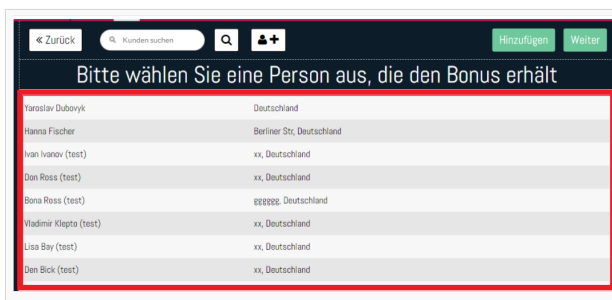 « Zurück Kunden suchen Hinzufügen Weiter
Bitte wählen Sie eine Person aus, die den Bonus erhält
Yaroslav Dubovyk Deutschland
Hanna Fischer Berliner Str, Deutschland
Ivan Ivanov (test) xx, Deutschland
Don Ross (test) xx, Deutschland
Bona Ross (test) gggggg, Deutschland
Vladimir Klepto (test) xx, Deutschland
Lisa Bay (test) xx, Deutschland
Den Bick (test) xx, Deutschland